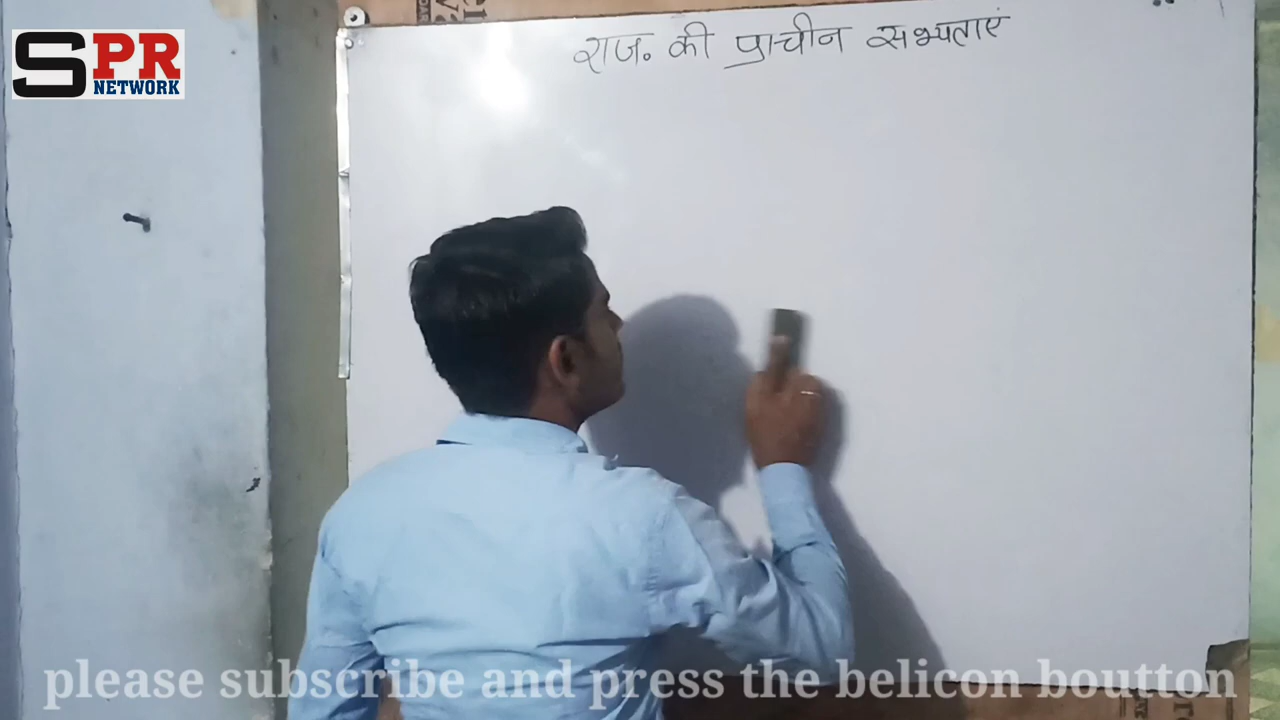 SPR
NETWORK
राज. की प्राचीन सभ्यताएं
please subscribe and press the belicon boutton